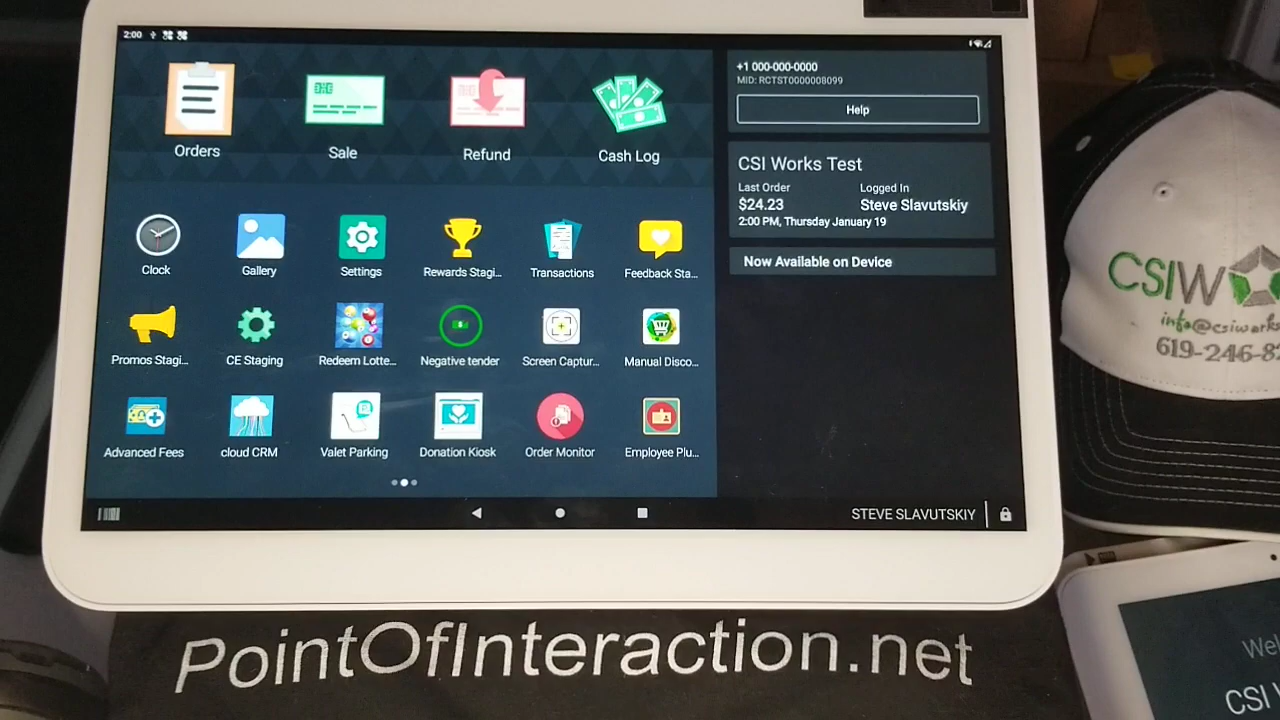 2:00
+1 000-000-0000
MID: RCTST0000008099
Help
Orders
Sale
Refund
Cash Log
CSI Works Test
Last Order
Logged In
$24.23
Steve Slavutskiy
2:00 PM, Thursday January 19
Now Available on Device
Clock
Gallery
Settings
Rewards Stagi...
Transactions
Feedback Sta...
Promos Stagi...
CE Staging
Redeem Lotte...
Negative tender
Screen Captur...
Manual Disco...
Advanced Fees
cloud CRM
Valet Parking
Donation Kiosk
Order Monitor
Employee Plu...
STEVE SLAVUTSKIY
PointOfInteraction.net
CSIW
info@csiworks
619-246-8
Wel
CSI